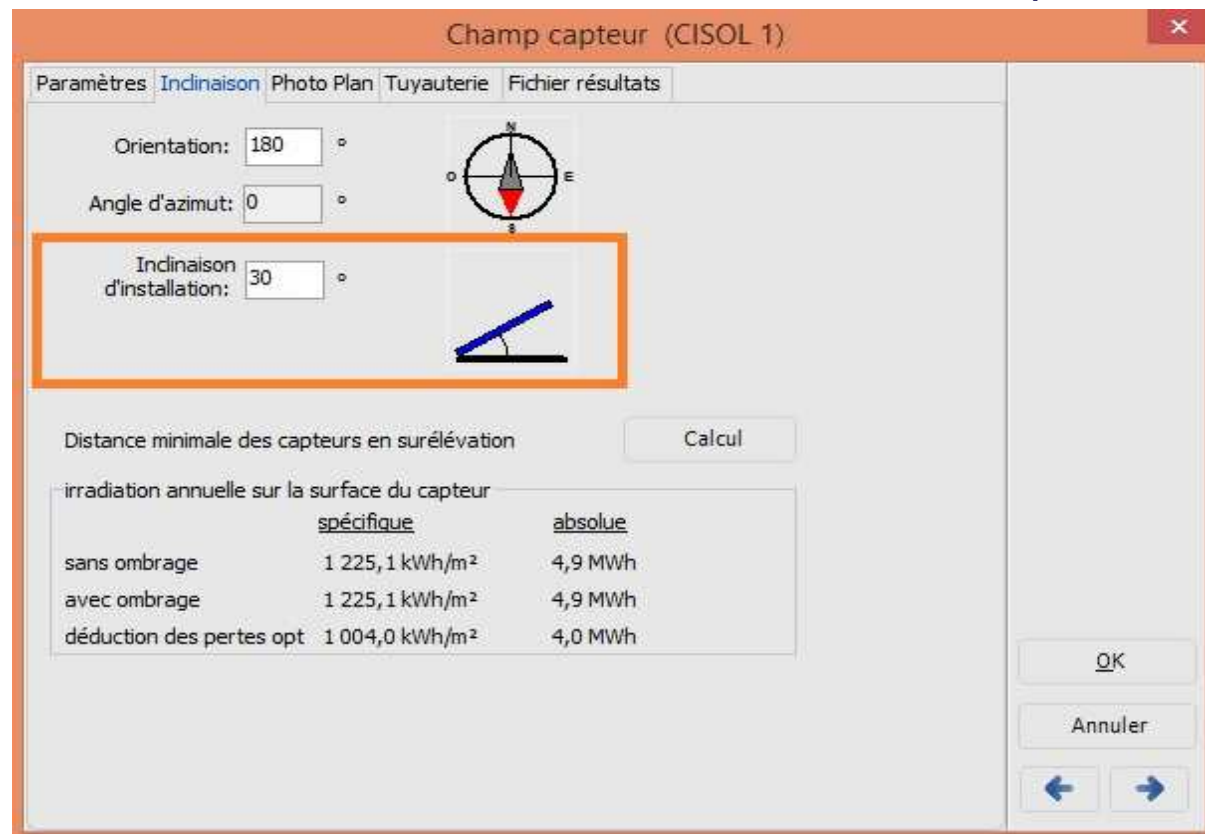 Champ capteur (CISOL 1)
Paramètres Inclinaison Photo Plan Tuyauterie Fichier résultats
Orientation: 180 °
N
O E
S
Angle d'azimut: 0 °
Inclinaison
d'installation: 30 °
Distance minimale des capteurs en surélévation Calcul
irradiation annuelle sur la surface du capteur
spécifique absolue
sans ombrage 1 225,1 kWh/m² 4,9 MWh
avec ombrage 1 225,1 kWh/m² 4,9 MWh
déduction des pertes opt 1 004,0 kWh/m² 4,0 MWh
OK
Annuler